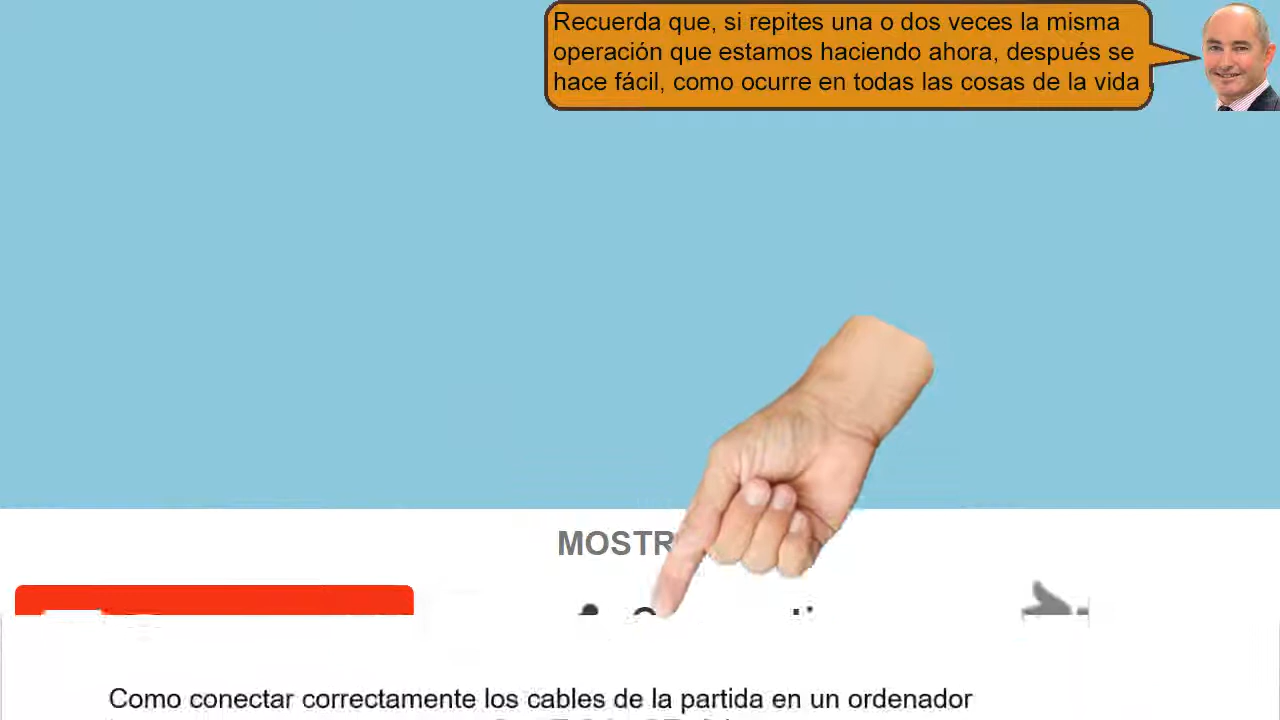 Recuerda que, si repites una o dos veces la misma
operación que estamos haciendo ahora, después se
hace fácil, como ocurre en todas las cosas de la vida
MOSTR
Como conectar correctamente los cables de la partida en un ordenador